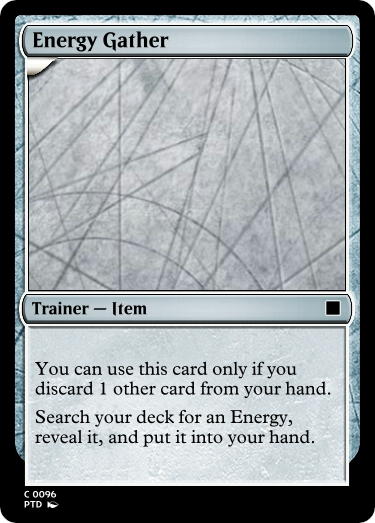 Energy Gather
Trainer — Item
You can use this card only if you
discard 1 other card from your hand.
Search your deck for an Energy,
reveal it, and put it into your hand.
C 0096
PTD